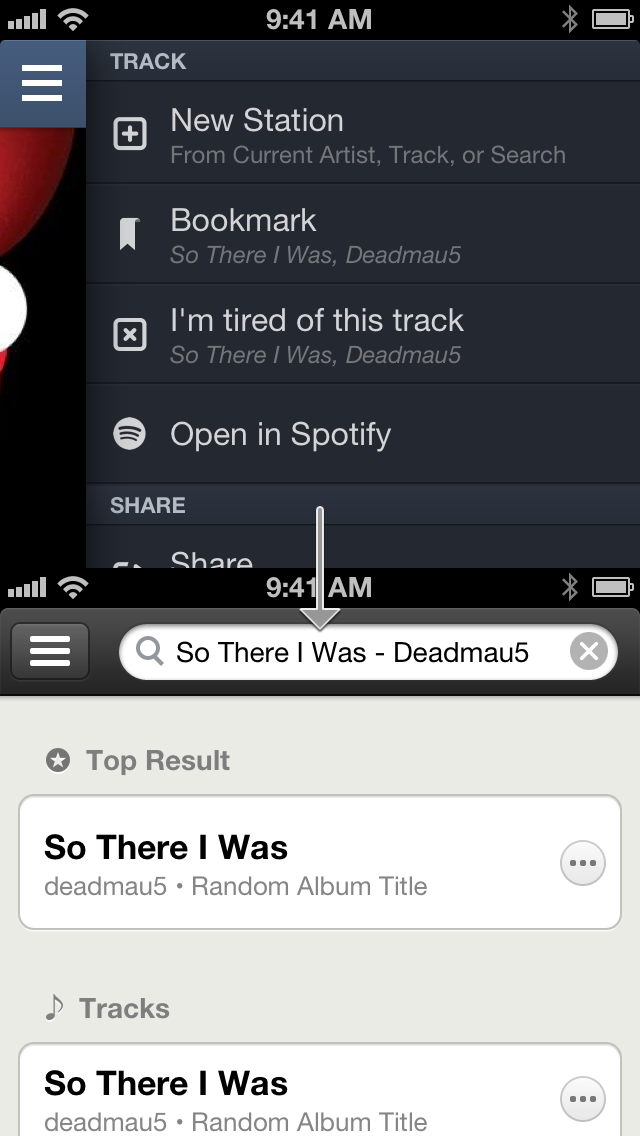 9:41 AM
TRACK
New Station
From Current Artist, Track, or Search
Bookmark
So There I Was, Deadmau5
I'm tired of this track
So There I Was, Deadmau5
Open in Spotify
SHARE
Share
9:41 AM
So There I Was - Deadmau5
Top Result
So There I Was
deadmau5 • Random Album Title
Tracks
So There I Was
deadmau5 • Random Album Title